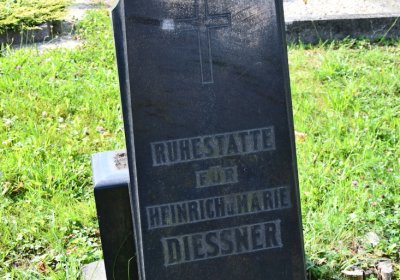 RUHESTÄTTE
FÜR
HEINRICH u. MARIE
DIESSNER